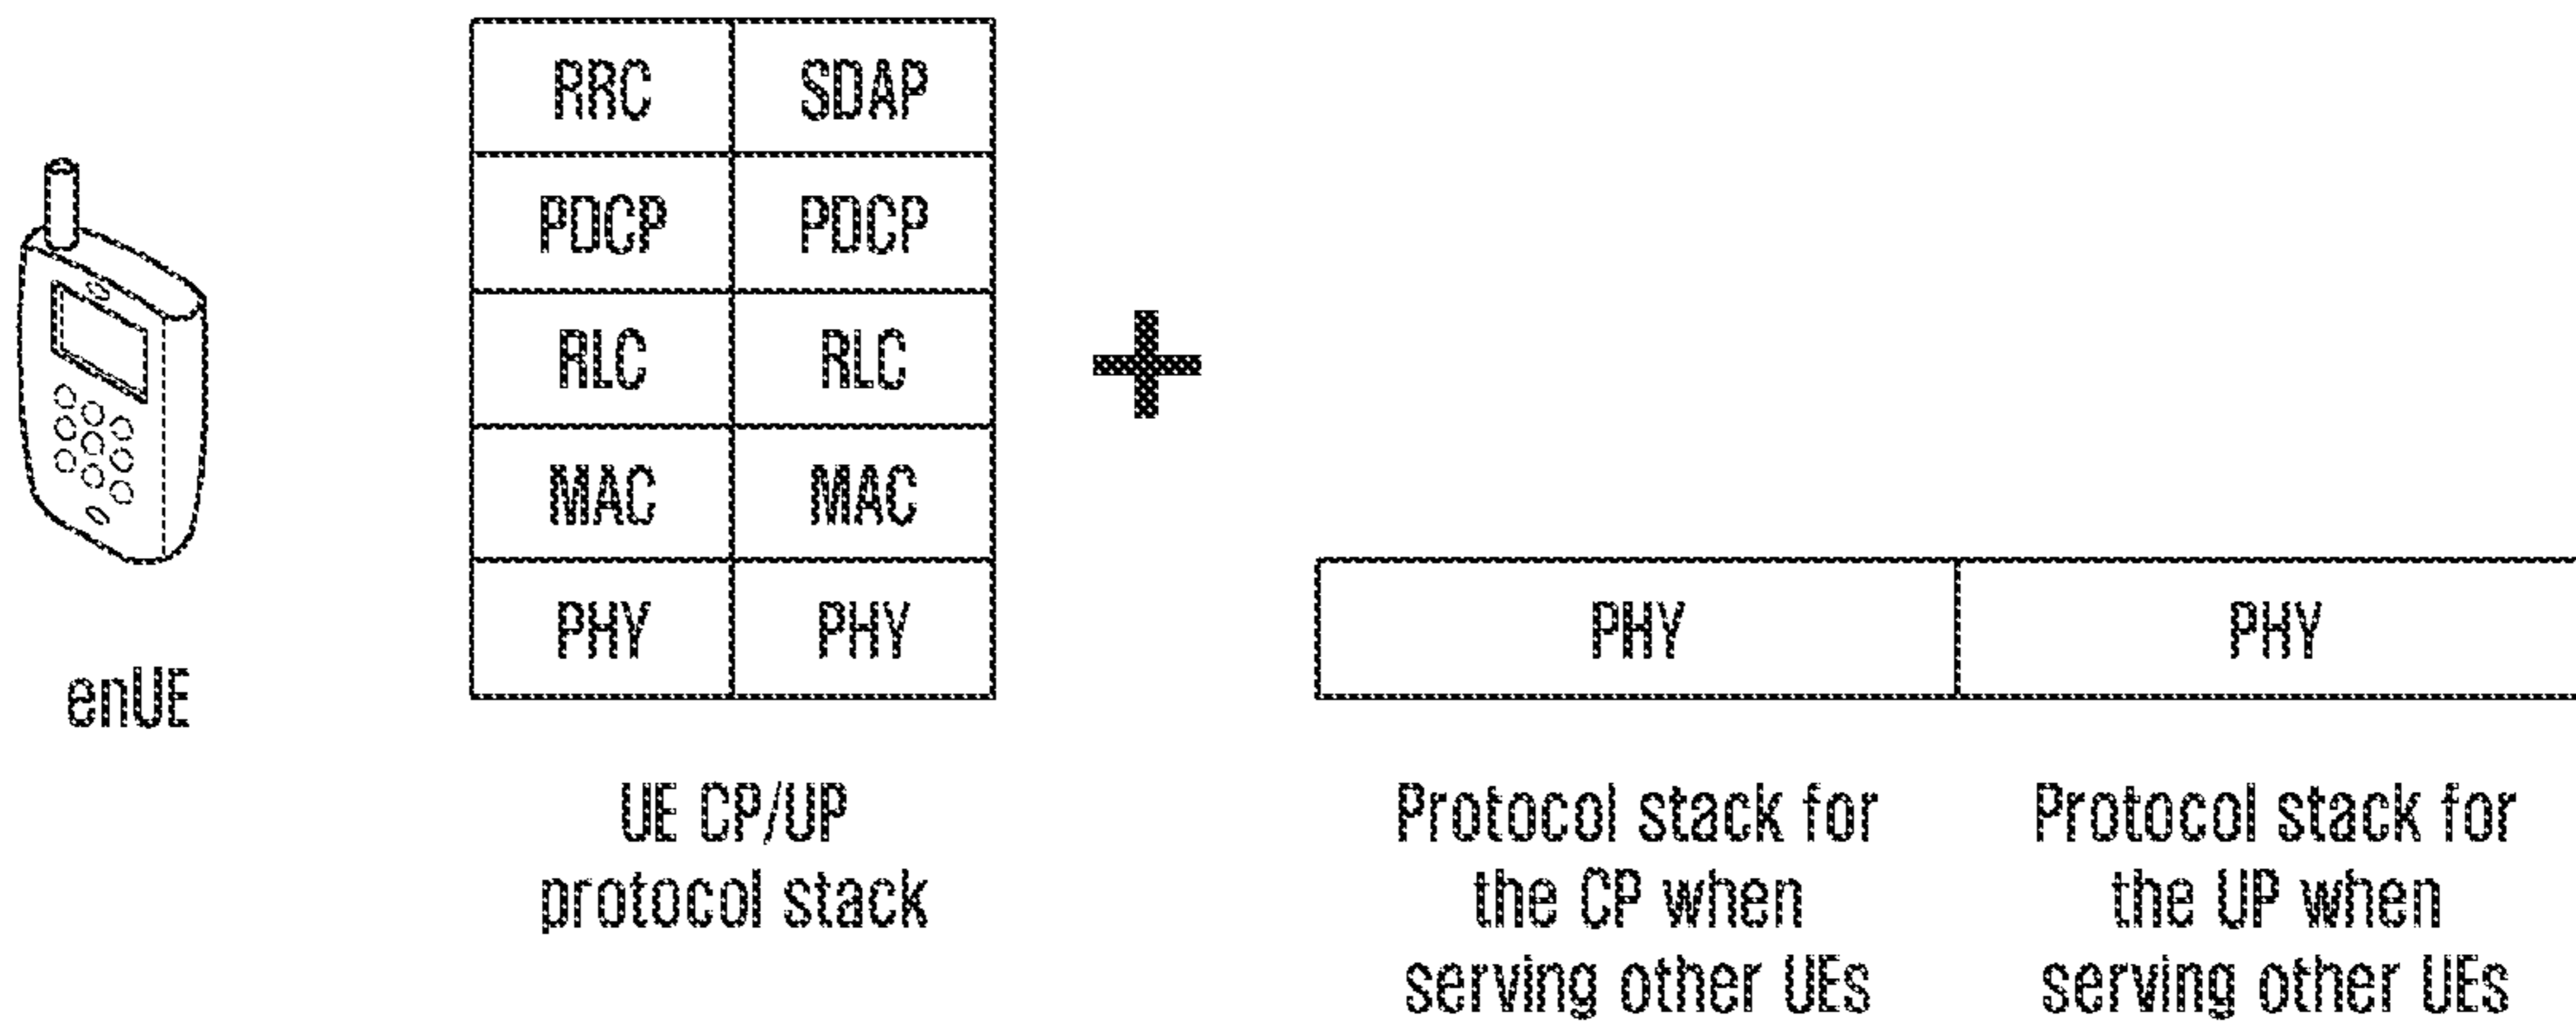 RRC SDAP
PDCP PDCP
RLC RLC
MAC MAC
PHY PHY
PHY PHY
enUE
UE CP/UP
protocol stack
Protocol stack for
the CP when
serving other UEs
Protocol stack for
the UP when
serving other UEs